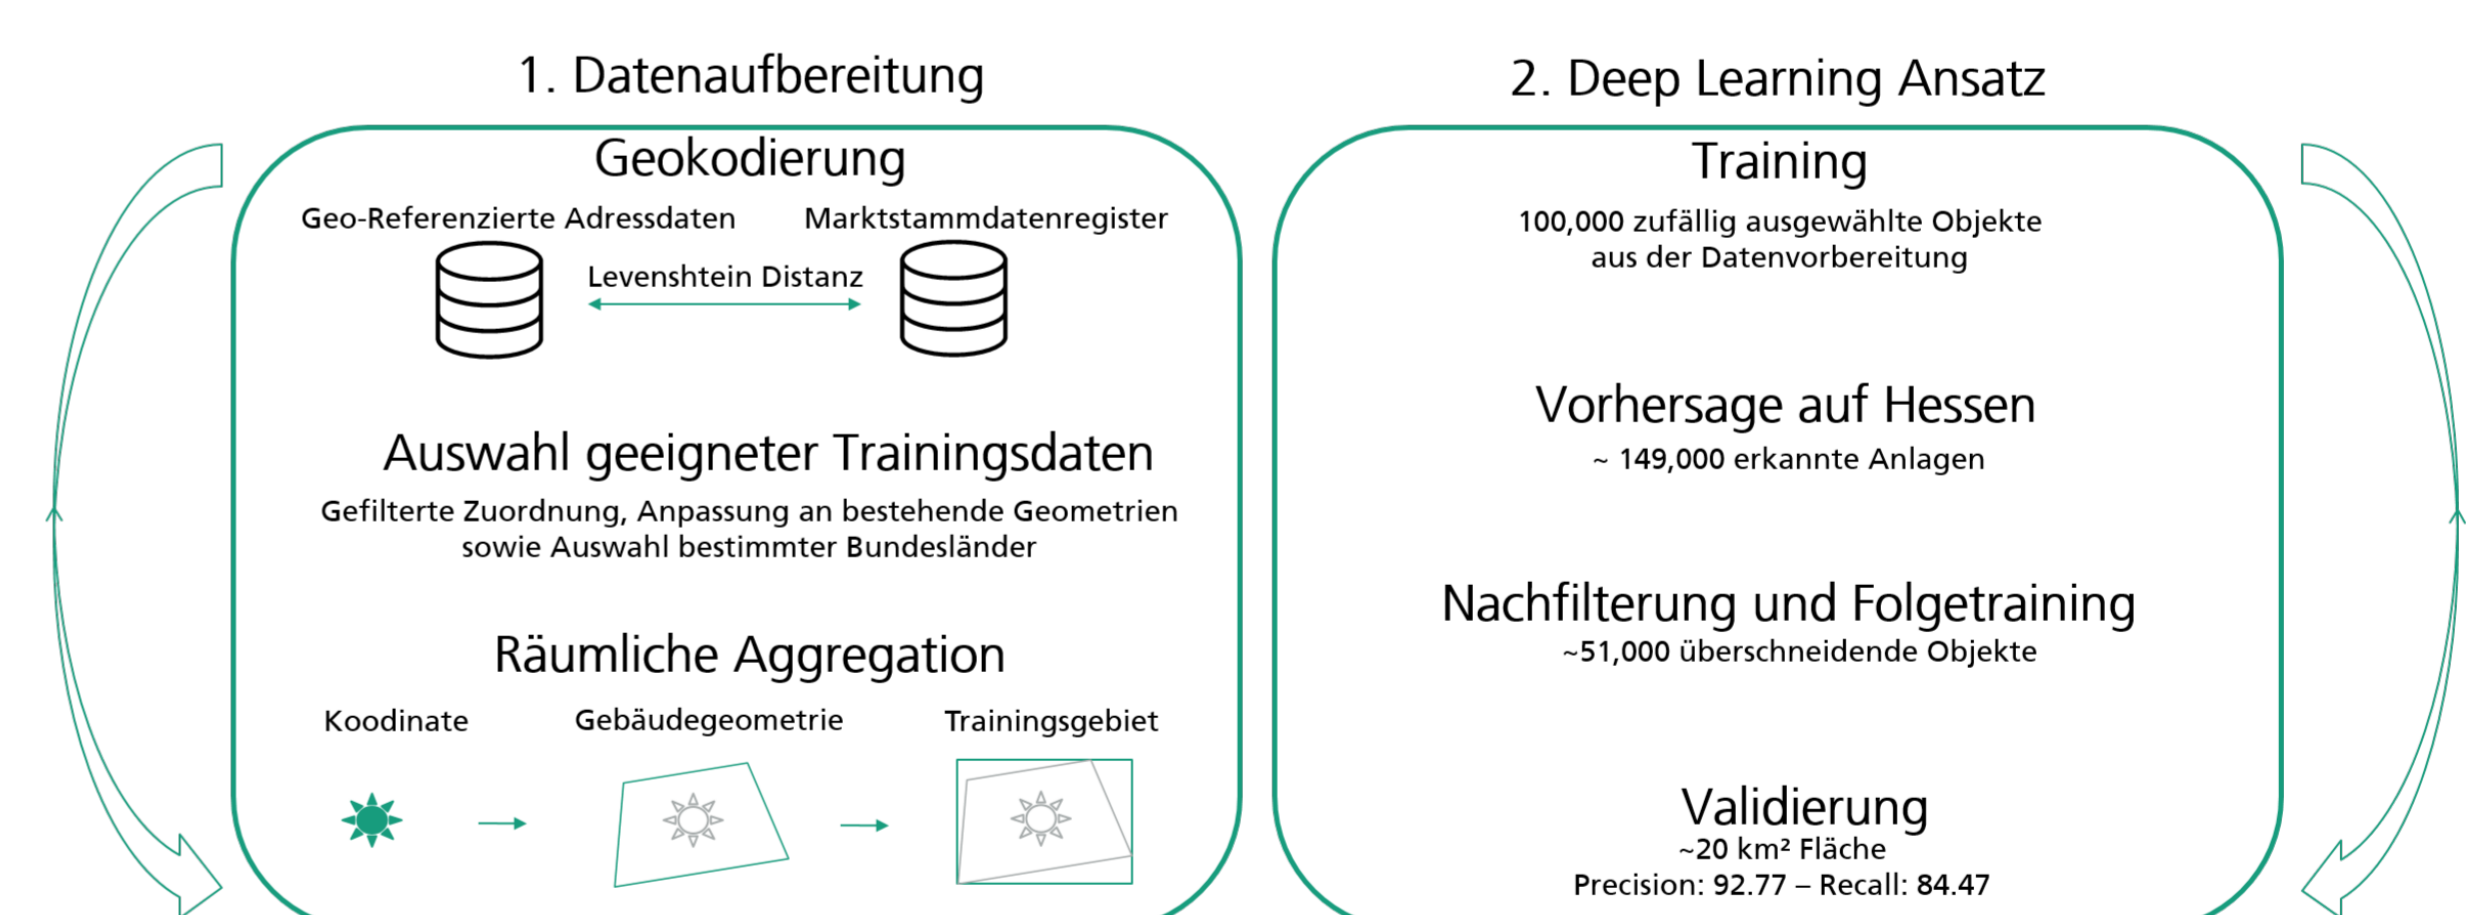 1. Datenaufbereitung
Geokodierung
Geo-Referenzierte Adressdaten
Marktstammdatenregister
Levenshtein Distanz
Auswahl geeigneter Trainingsdaten
Gefilterte Zuordnung, Anpassung an bestehende Geometrien
sowie Auswahl bestimmter Bundesländer
Räumliche Aggregation
Koodinate
Gebäudegeometrie
Trainingsgebiet
2. Deep Learning Ansatz
Training
100,000 zufällig ausgewählte Objekte
aus der Datenvorbereitung
Vorhersage auf Hessen
~ 149,000 erkannte Anlagen
Nachfilterung und Folgetraining
~51,000 überschneidende Objekte
Validierung
~20 km² Fläche
Precision: 92.77 – Recall: 84.47